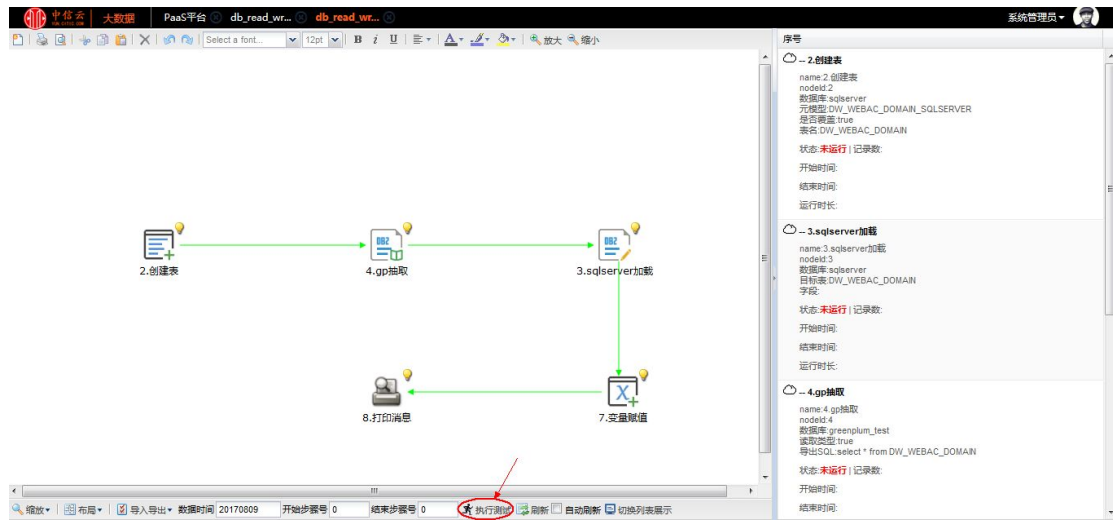 中信云 大数据 PaaS平台 db_read_wr... db_read_wr... 系统管理员
Select a font... 12pt B i U A 放大 缩小
2.创建表 4.gp抽取 3.sqlserver加载
8.打印消息 7.变量赋值
缩放 布局 导入导出 数据时间 20170809 开始步骤号 0 结束步骤号 0 执行测试 刷新 自动刷新 切换列表展示
序号
-- 2.创建表
name:2.创建表
nodeId:2
数据库:sqlserver
元模型:DW_WEBAC_DOMAIN_SQLSERVER
是否覆盖:true
表名:DW_WEBAC_DOMAIN
状态:未运行 | 记录数:
开始时间:
结束时间:
运行时长:
-- 3.sqlserver加载
name:3.sqlserver加载
nodeId:3
数据库:sqlserver
目标表:DW_WEBAC_DOMAIN
字段:
状态:未运行 | 记录数:
开始时间:
结束时间:
运行时长:
-- 4.gp抽取
name:4.gp抽取
nodeId:4
数据库:greenplum_test
读取类型:true
导出SQL:select * from DW_WEBAC_DOMAIN
状态:未运行 | 记录数:
开始时间:
结束时间: